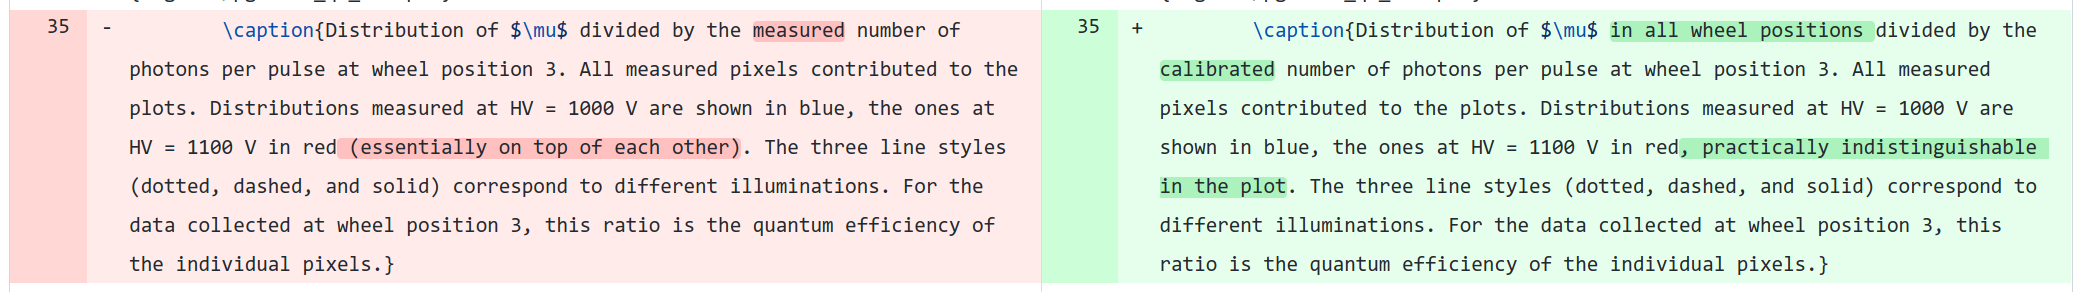 35 - \caption{Distribution of $\mu$ divided by the measured number of
photons per pulse at wheel position 3. All measured pixels contributed to the
plots. Distributions measured at HV = 1000 V are shown in blue, the ones at
HV = 1100 V in red (essentially on top of each other). The three line styles
(dotted, dashed, and solid) correspond to different illuminations. For the
data collected at wheel position 3, this ratio is the quantum efficiency of
the individual pixels.}
35 + \caption{Distribution of $\mu$ in all wheel positions divided by the
calibrated number of photons per pulse at wheel position 3. All measured
pixels contributed to the plots. Distributions measured at HV = 1000 V are
shown in blue, the ones at HV = 1100 V in red, practically indistinguishable
in the plot. The three line styles (dotted, dashed, and solid) correspond to
different illuminations. For the data collected at wheel position 3, this
ratio is the quantum efficiency of the individual pixels.}